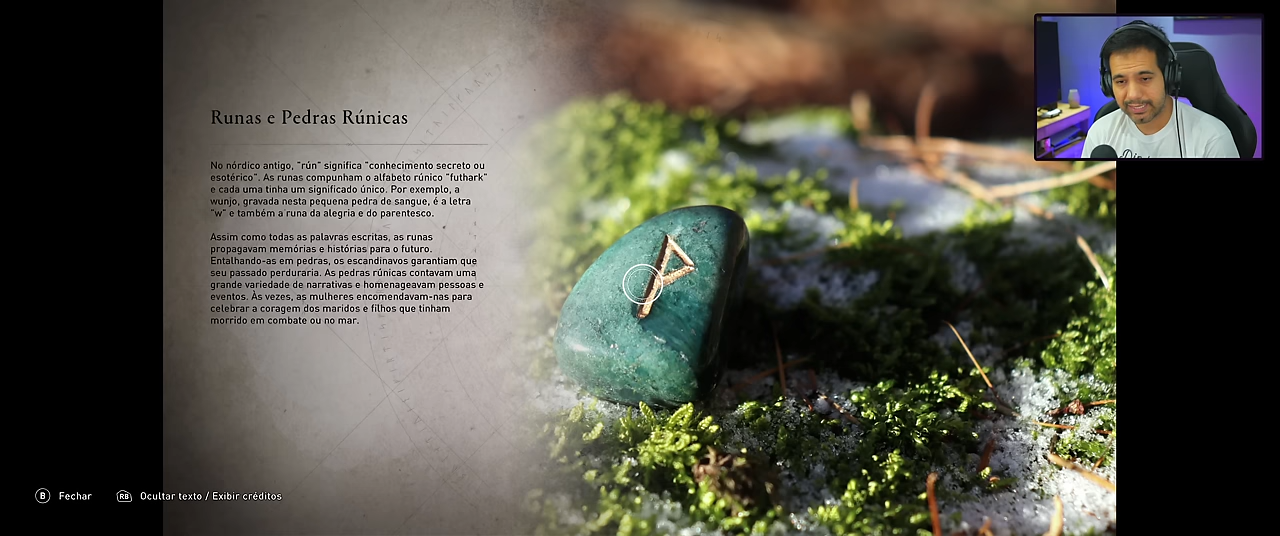 Runas e Pedras Rúnicas
No nórdico antigo, "rún" significa "conhecimento secreto ou
esotérico". As runas compunham o alfabeto rúnico "futhark"
e cada uma tinha um significado único. Por exemplo, a
wunjo, gravada nesta pequena pedra de sangue, é a letra
"w" e também a runa da alegria e do parentesco.
Assim como todas as palavras escritas, as runas
propagavam memórias e histórias para o futuro.
Entalhando-as em pedras, os escandinavos garantiam que
seu passado perduraria. As pedras rúnicas contavam uma
grande variedade de narrativas e homenageavam pessoas e
eventos. Às vezes, as mulheres encomendavam-nas para
celebrar a coragem dos maridos e filhos que tinham
morrido em combate ou no mar.
ᚹ
B Fechar RB Ocultar texto / Exibir créditos